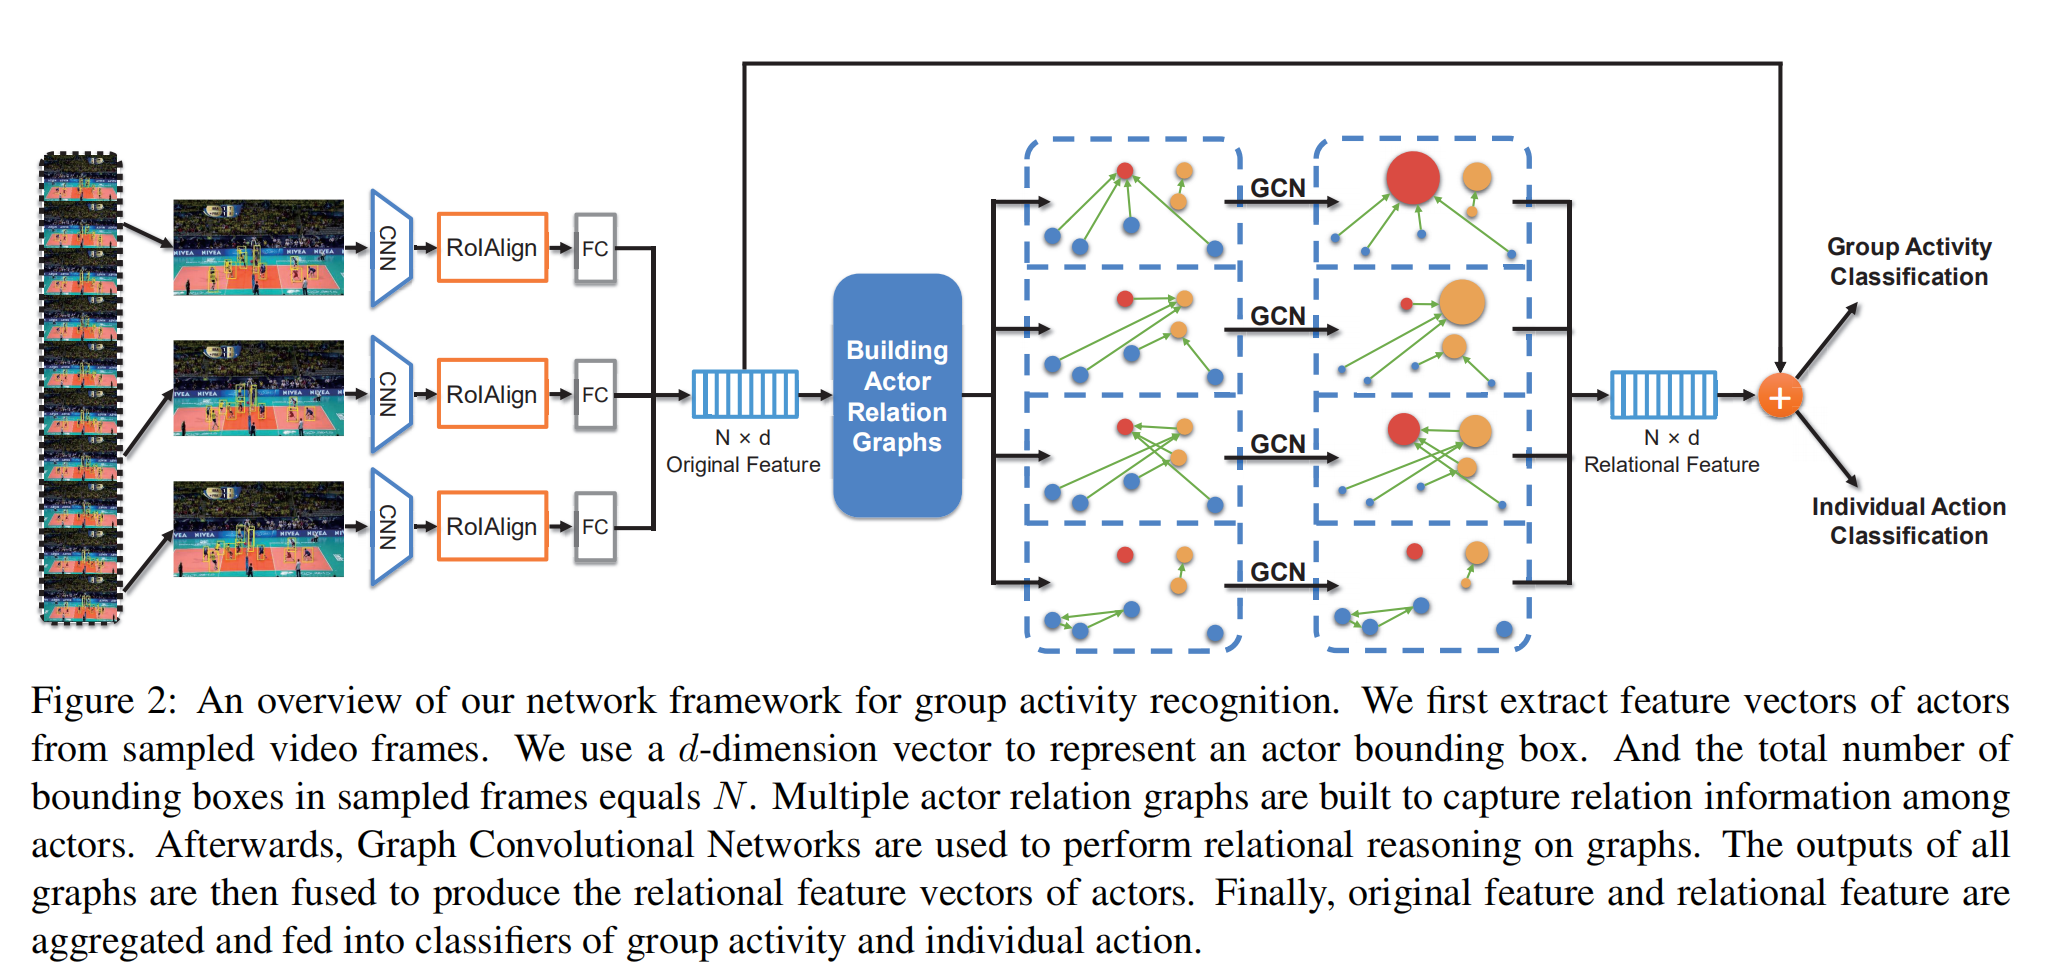 CNN
RoIAlign
FC
CNN
RoIAlign
FC
CNN
RoIAlign
FC
N × d
Original Feature
Building
Actor
Relation
Graphs
GCN
GCN
GCN
GCN
N × d
Relational Feature
+
Group Activity
Classification
Individual Action
Classification
NIVEA
NIVEA
NIVEA
NIVEA
Figure 2: An overview of our network framework for group activity recognition. We first extract feature vectors of actors
from sampled video frames. We use a d-dimension vector to represent an actor bounding box. And the total number of
bounding boxes in sampled frames equals N. Multiple actor relation graphs are built to capture relation information among
actors. Afterwards, Graph Convolutional Networks are used to perform relational reasoning on graphs. The outputs of all
graphs are then fused to produce the relational feature vectors of actors. Finally, original feature and relational feature are
aggregated and fed into classifiers of group activity and individual action.